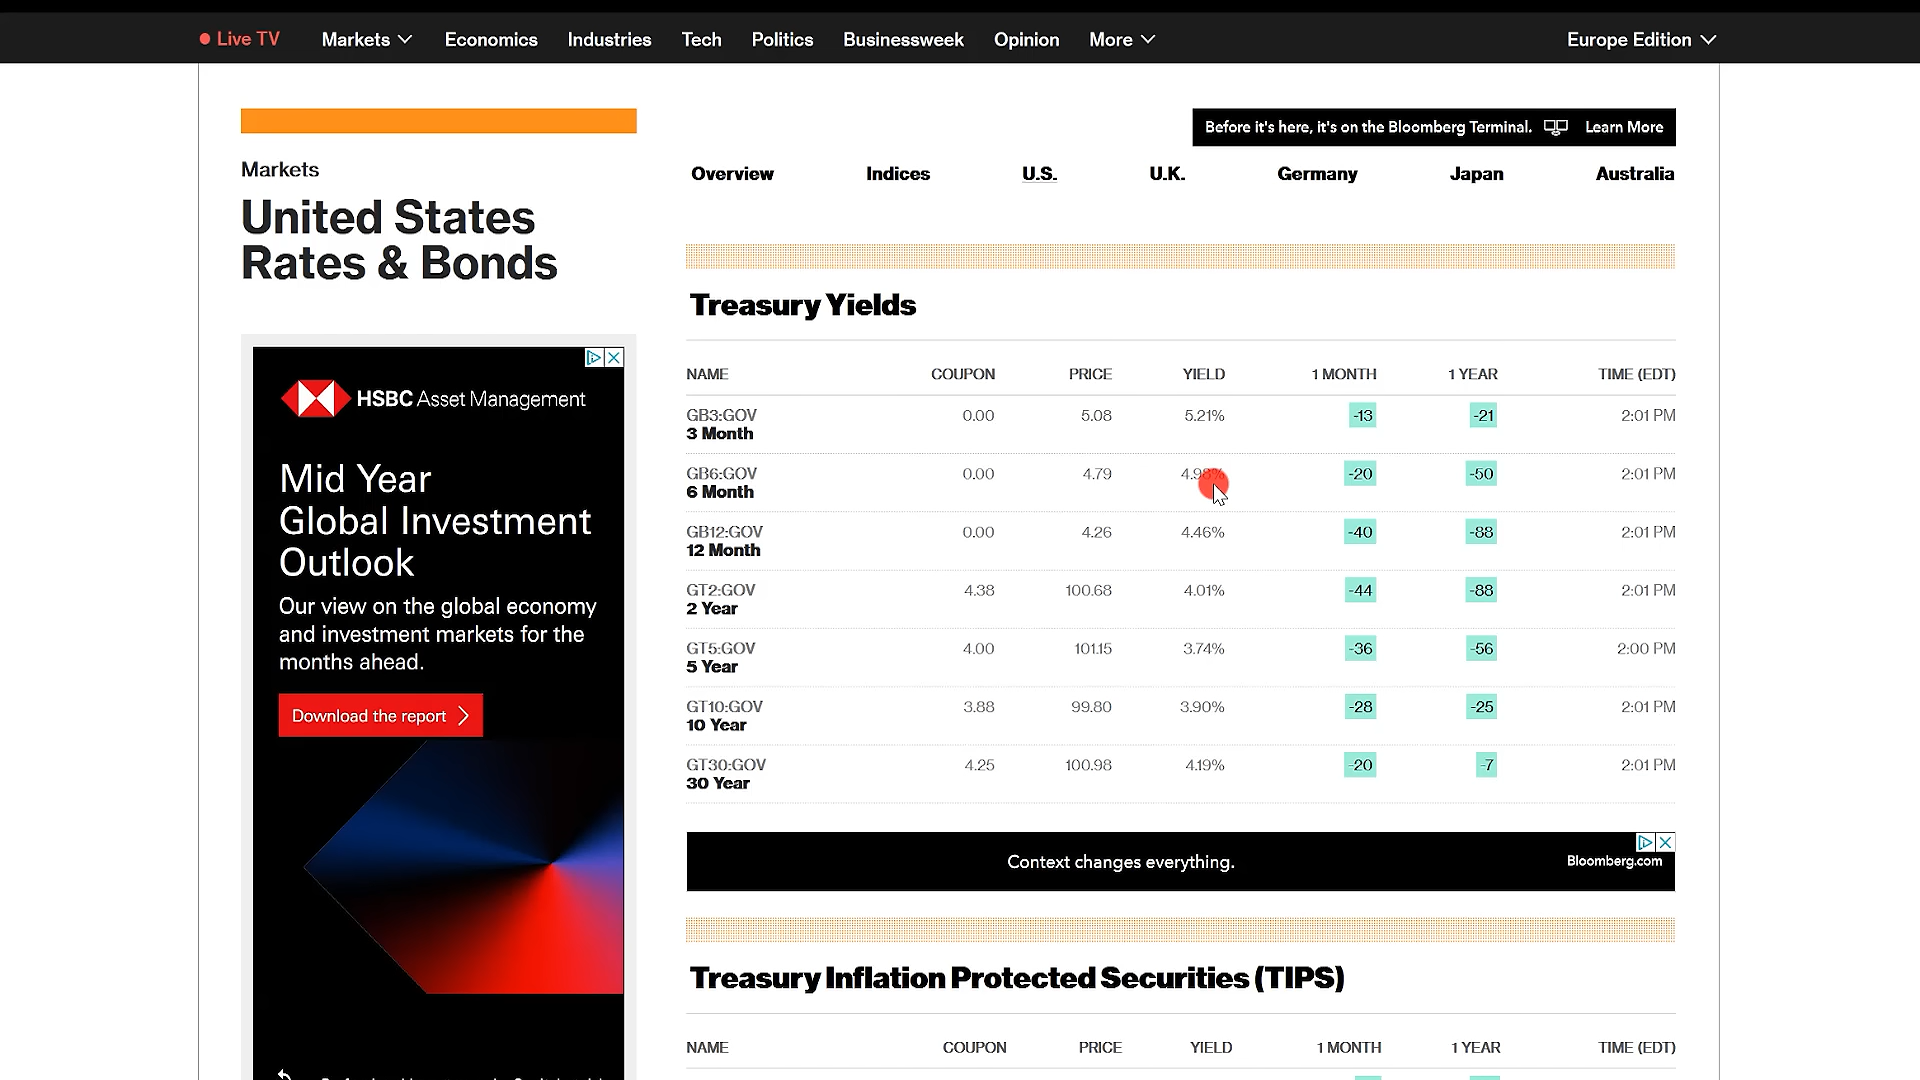 Live TV Markets Economics Industries Tech Politics Businessweek Opinion More Europe Edition
Before it's here, it's on the Bloomberg Terminal. Learn More
Markets
United States
Rates & Bonds
Overview Indices U.S. U.K. Germany Japan Australia
HSBC Asset Management
Mid Year
Global Investment
Outlook
Our view on the global economy
and investment markets for the
months ahead.
Download the report
Treasury Yields
NAME COUPON PRICE YIELD 1 MONTH 1 YEAR TIME (EDT)
GB3:GOV 0.00 5.08 5.21% -13 -21 2:01 PM
3 Month
GB6:GOV 0.00 4.79 -20 -50 2:01 PM
6 Month
GB12:GOV 0.00 4.26 4.46% -40 -88 2:01 PM
12 Month
GT2:GOV 4.38 100.68 4.01% -44 -88 2:01 PM
2 Year
GT5:GOV 4.00 101.15 3.74% -36 -56 2:00 PM
5 Year
GT10:GOV 3.88 99.80 3.90% -28 -25 2:01 PM
10 Year
GT30:GOV 4.25 100.98 4.19% -20 -7 2:01 PM
30 Year
Context changes everything. Bloomberg.com
Treasury Inflation Protected Securities (TIPS)
NAME COUPON PRICE YIELD 1 MONTH 1 YEAR TIME (EDT)